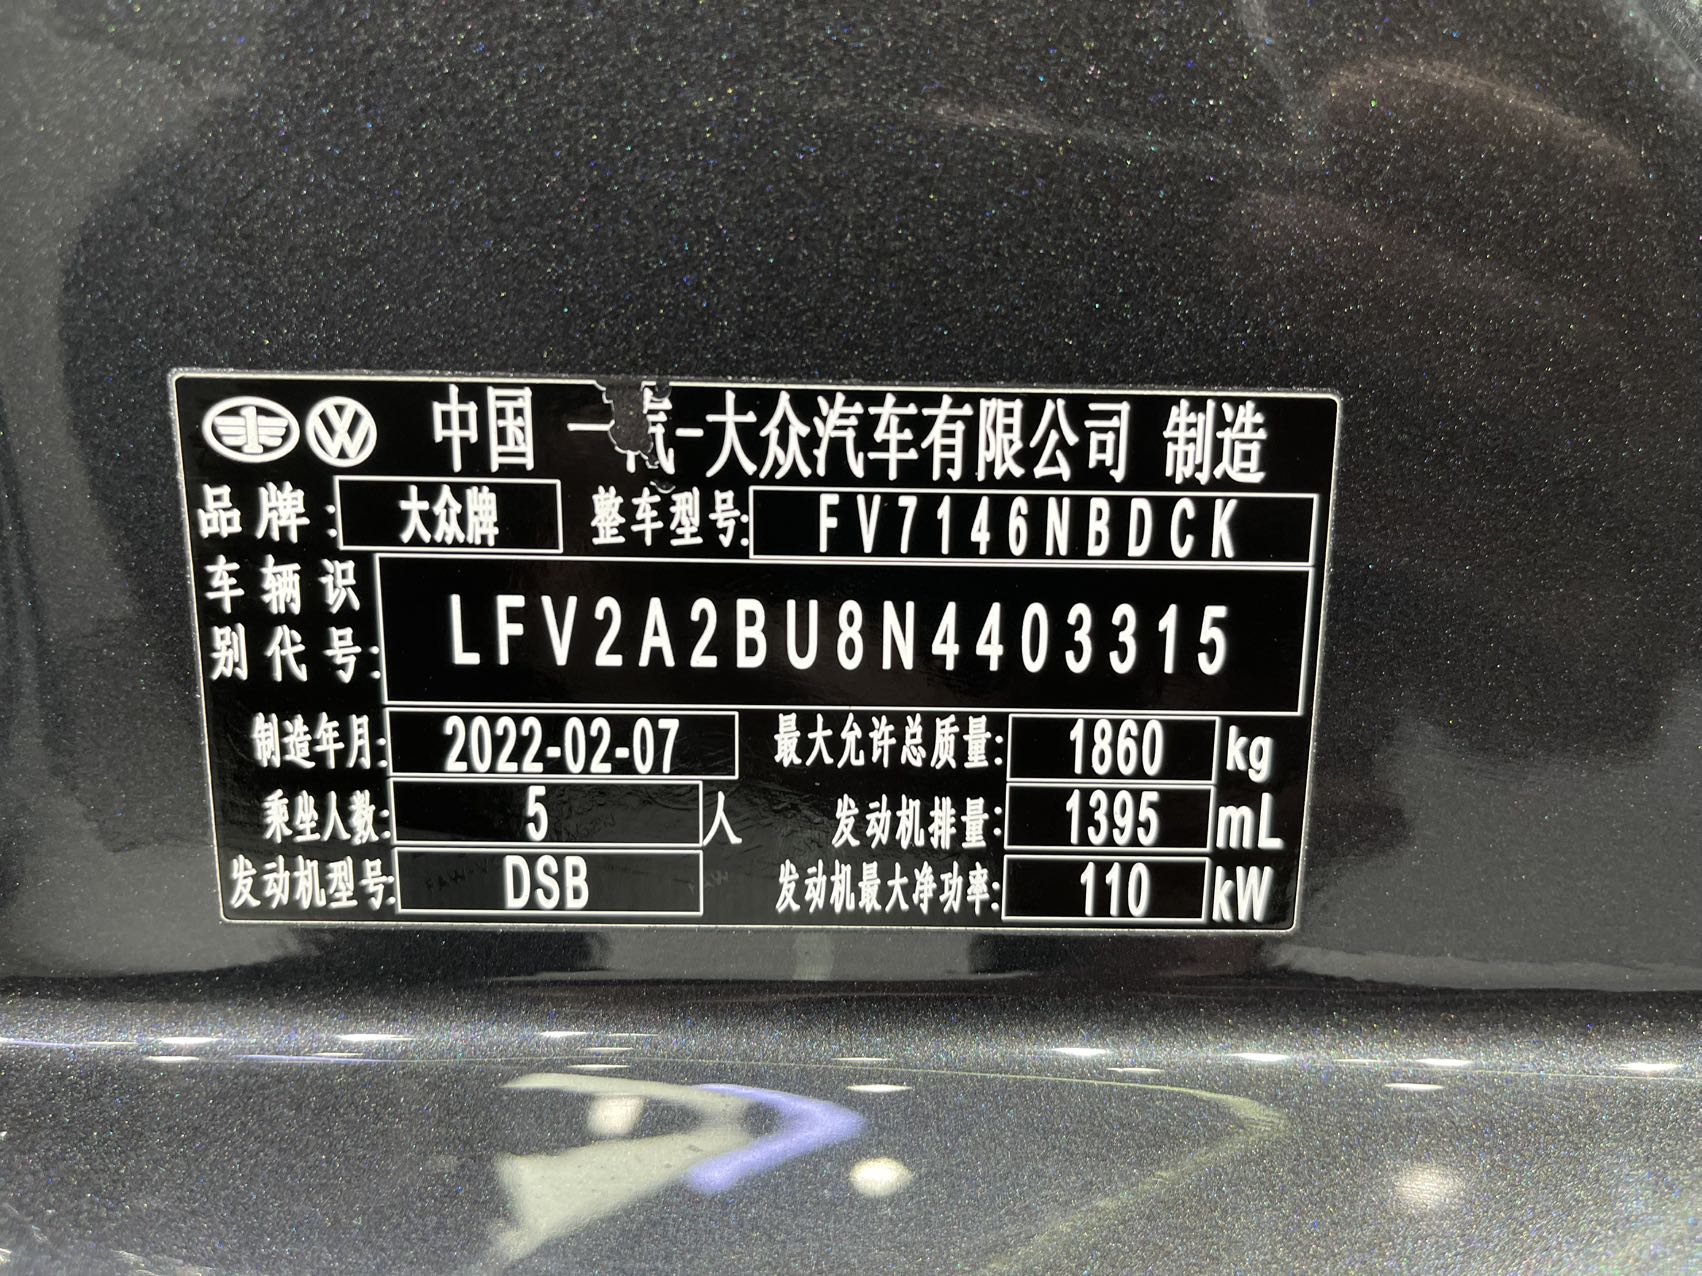 中国 一汽-大众汽车有限公司 制造
品牌: 大众牌 整车型号: FV7146NBDCK
车辆识别代号: LFV2A2BU8N4403315
制造年月: 2022-02-07 最大允许总质量: 1860 kg
乘坐人数: 5 人 发动机排量: 1395 mL
发动机型号: DSB 发动机最大净功率: 110 kW